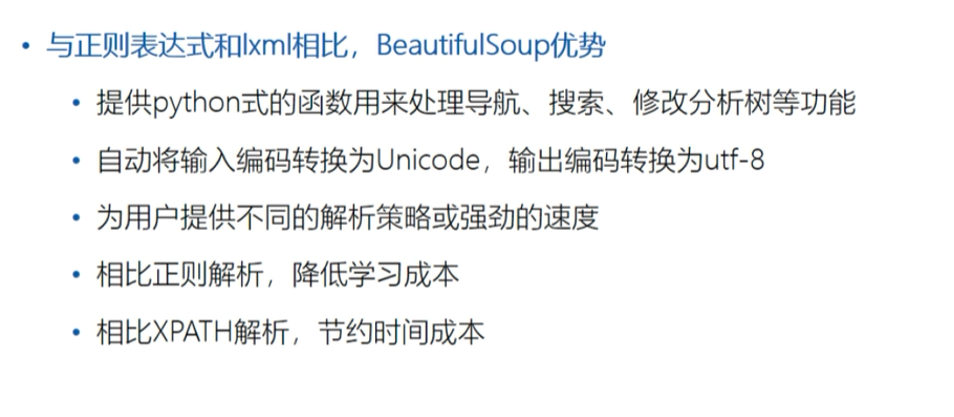 • 与正则表达式和lxml相比，BeautifulSoup优势
• 提供python式的函数用来处理导航、搜索、修改分析树等功能
• 自动将输入编码转换为Unicode，输出编码转换为utf-8
• 为用户提供不同的解析策略或强劲的速度
• 相比正则解析，降低学习成本
• 相比XPATH解析，节约时间成本